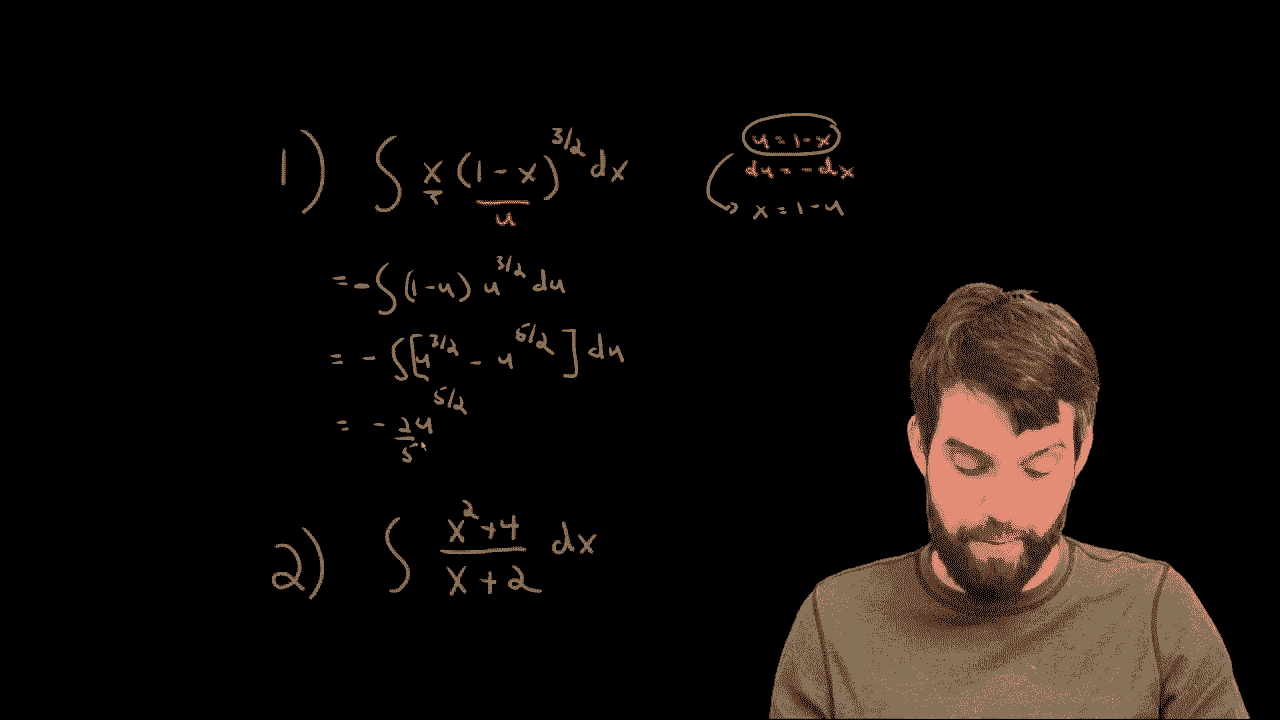 1) ∫ x (1-x)^{3/2} dx
u
u = 1-x
du = -dx
x = 1-u
= -∫ (1-u) u^{3/2} du
= -∫ [u^{3/2} - u^{5/2}] du
= - 2u^{5/2}/5
2) ∫ (x^2+4)/(x+2) dx